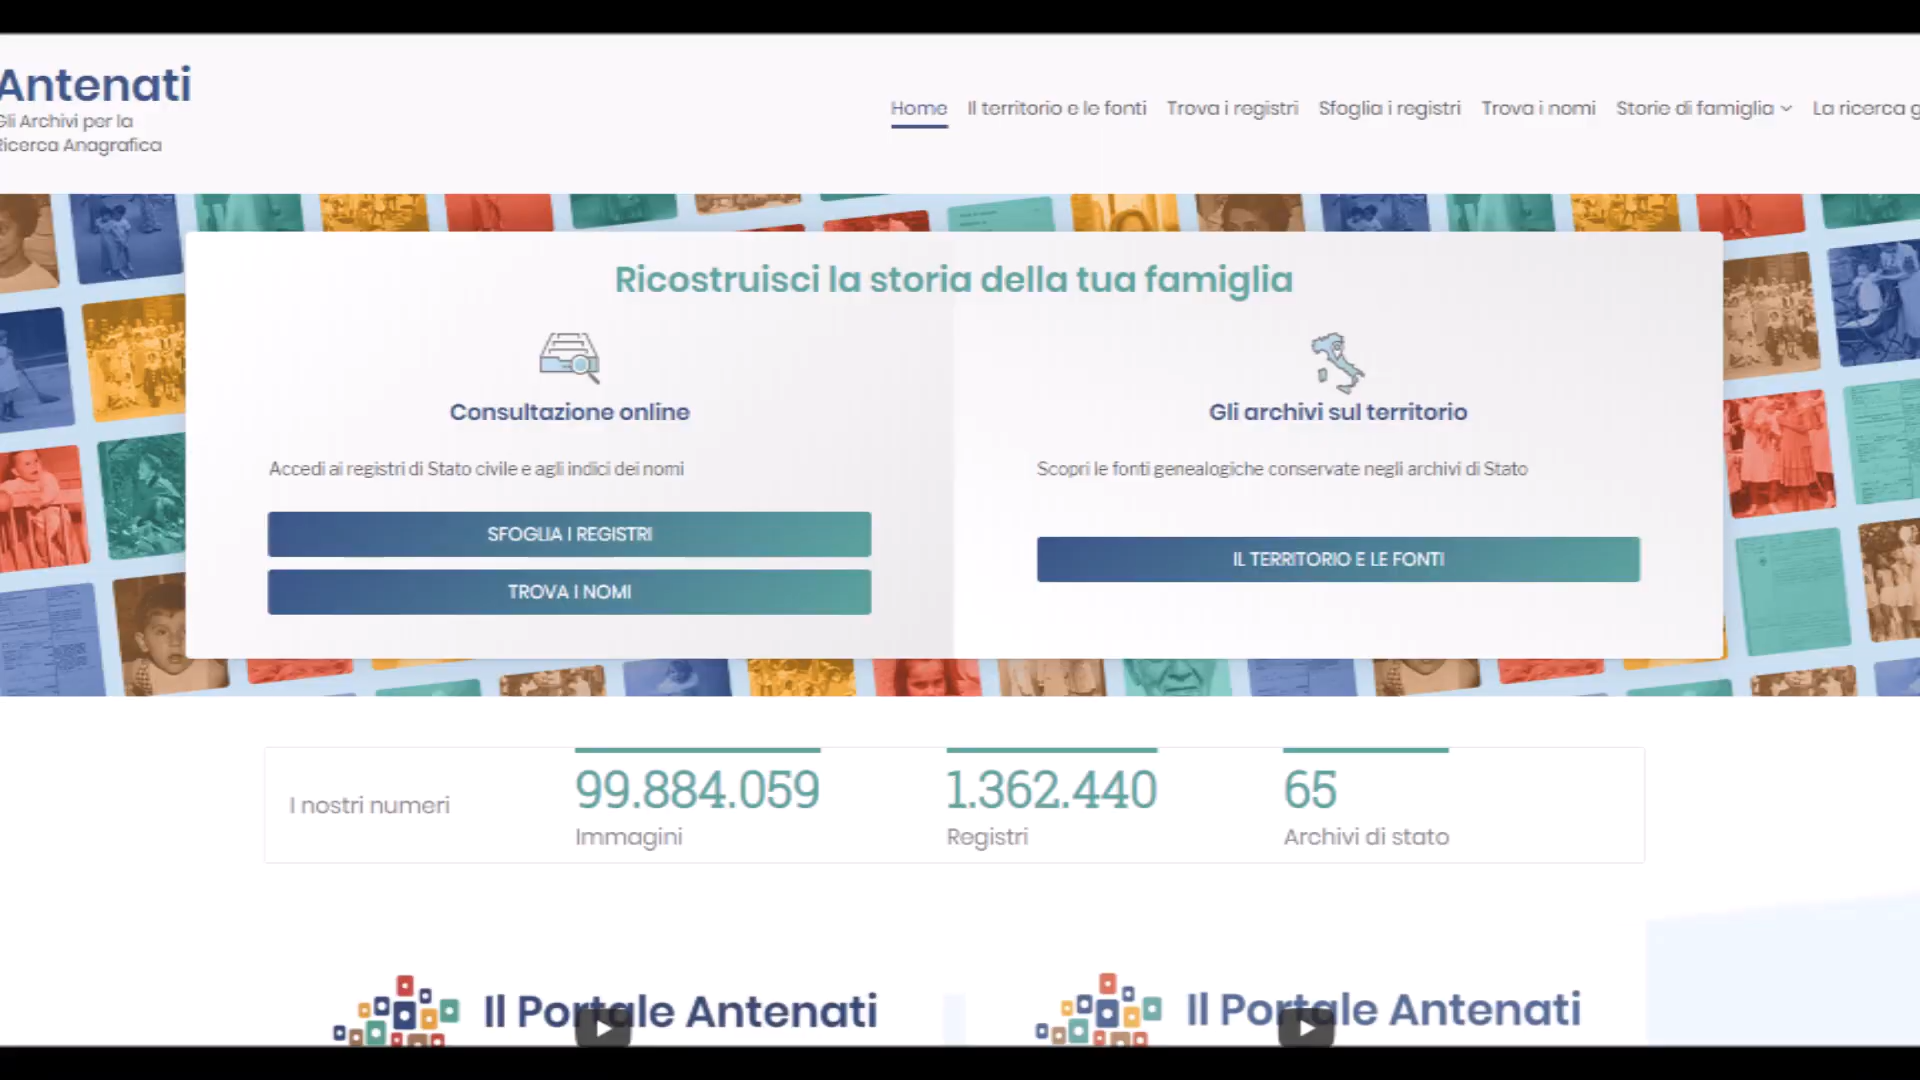 Antenati
Gli Archivi per la
Ricerca Anagrafica
Home Il territorio e le fonti Trova i registri Sfoglia i registri Trova i nomi Storie di famiglia La ricerca g
Ricostruisci la storia della tua famiglia
Consultazione online
Accedi ai registri di Stato civile e agli indici dei nomi
SFOGLIA I REGISTRI
TROVA I NOMI
Gli archivi sul territorio
Scopri le fonti genealogiche conservate negli archivi di Stato
IL TERRITORIO E LE FONTI
I nostri numeri
99.884.059
Immagini
1.362.440
Registri
65
Archivi di stato
Il Portale Antenati
Il Portale Antenati